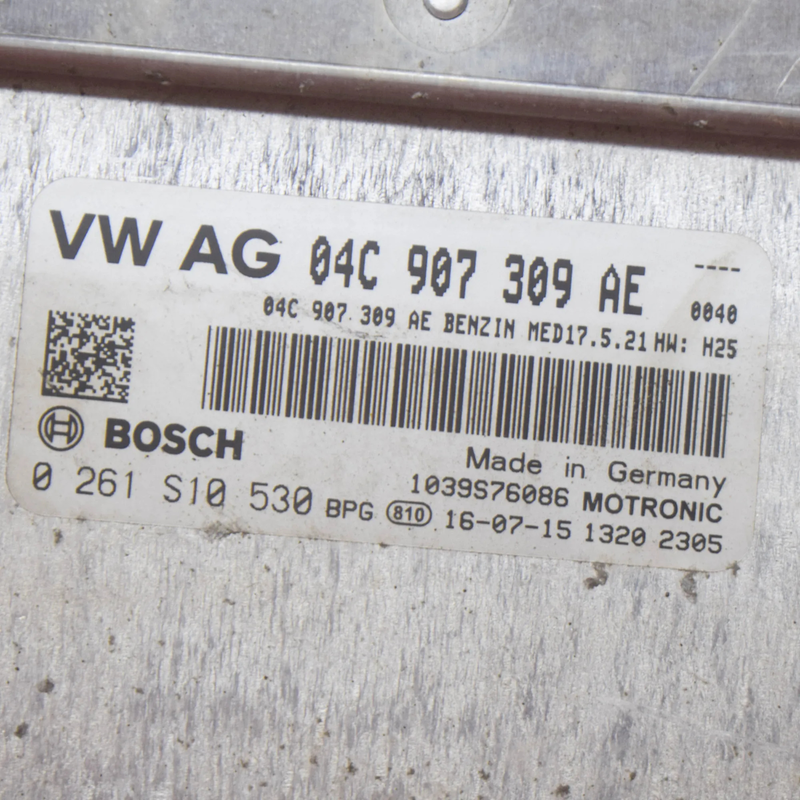 VW AG 04C 907 309 AE ----
0040
04C 907 309 AE BENZIN MED17.5.21 HW: H25
BOSCH
Made in Germany
0 261 S10 530 BPG 810
1039S76086 MOTRONIC
16-07-15 1320 2305